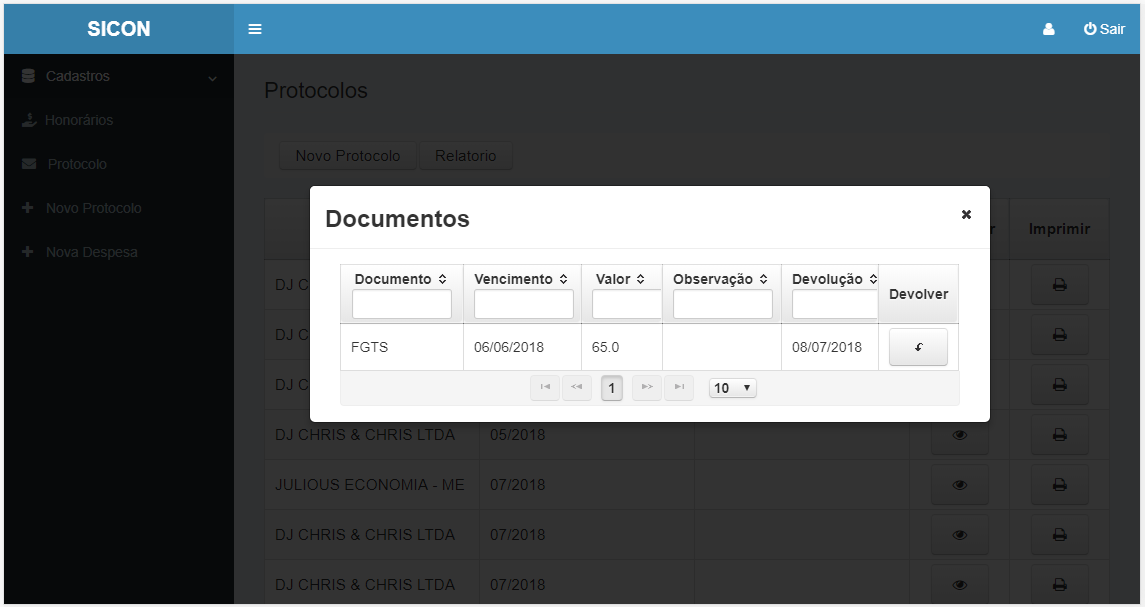 SICON
Sair
Cadastros
Honorários
Protocolo
Novo Protocolo
Nova Despesa
Protocolos
Novo Protocolo Relatorio
r Imprimir
DJ C
DJ C
DJ C
Documentos
Documento Vencimento Valor Observação Devolução Devolver
FGTS 06/06/2018 65.0 08/07/2018
1 10
DJ CHRIS & CHRIS LTDA 05/2018
JULIOUS ECONOMIA - ME 07/2018
DJ CHRIS & CHRIS LTDA 07/2018
DJ CHRIS & CHRIS LTDA 07/2018